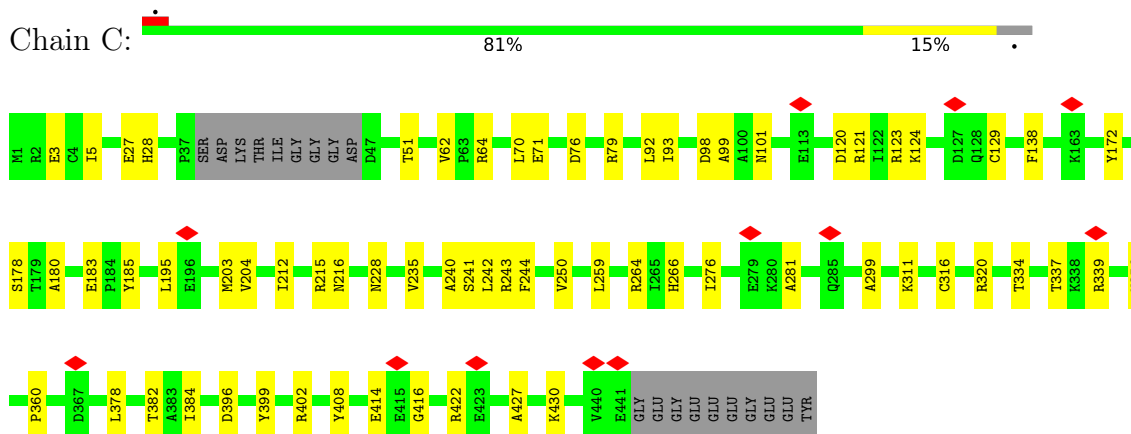 Chain C:
81% 15%
M1 R2 E3 C4 I5 E27 H28 P37 SER ASP LYS THR ILE GLY GLY GLY ASP D47 T51 V62 P63 R64 L70 E71 D76 R79 L92 I93 D98 A99 A100 N101 E113 D120 R121 I122 R123 K124 D127 Q128 C129 F138 K163 Y172
S178 T179 A180 E183 P184 Y185 L195 E196 M203 V204 I212 R215 N216 N228 V235 A240 S241 L242 R243 F244 V250 L259 R264 I265 H266 I276 E279 K280 A281 Q285 A299 K311 C316 R320 T334 T337 K338 R339
P360 D367 L378 T382 A383 I384 D396 Y399 R402 Y408 E414 E415 G416 R422 E423 A427 K430 V440 E441 GLY GLU GLY GLU GLU GLU GLY GLU GLU TYR